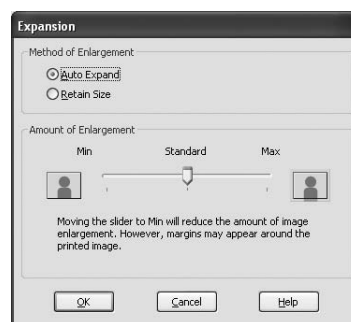 Expansion
Method of Enlargement
Auto Expand
Retain Size
Amount of Enlargement
Min Standard Max
Moving the slider to Min will reduce the amount of image
enlargement. However, margins may appear around the
printed image.
OK Cancel Help